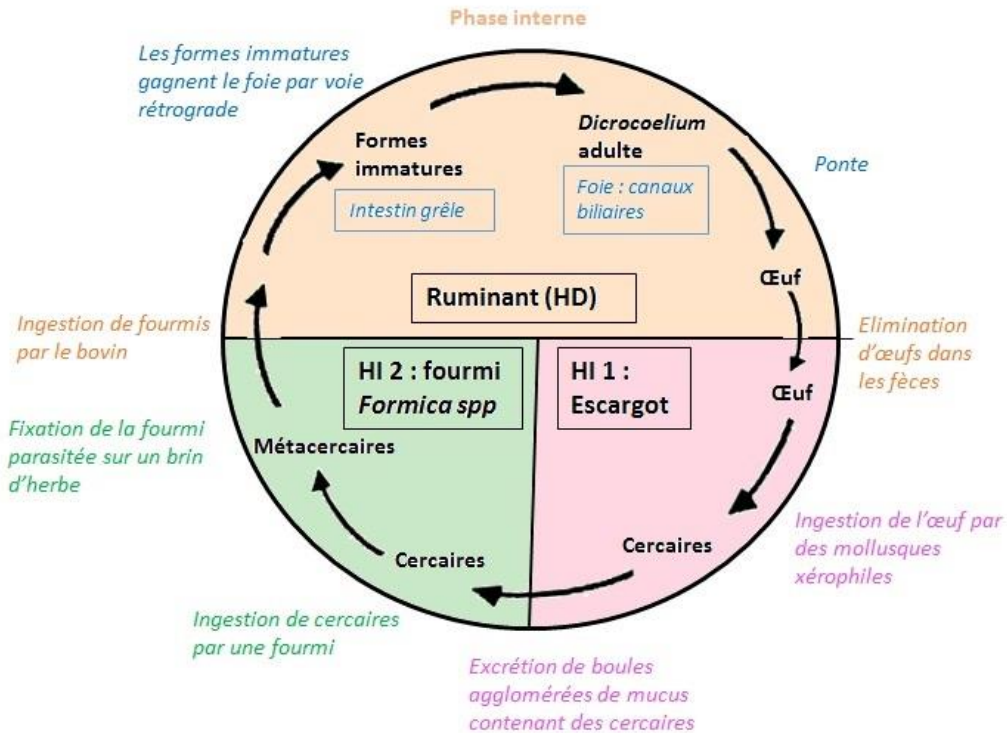 Phase interne
Les formes immatures
gagnent le foie par voie
rétrograde
Formes
immatures
Intestin grêle
Dicrocoelium
adulte
Foie : canaux
biliaires
Ponte
Œuf
Ruminant (HD)
Ingestion de fourmis
par le bovin
Elimination
d’œufs dans
les fèces
HI 2 : fourmi
Formica spp
HI 1 :
Escargot
Œuf
Fixation de la fourmi
parasitée sur un brin
d’herbe
Métacercaires
Cercaires
Cercaires
Ingestion de l’œuf par
des mollusques
xérophiles
Ingestion de cercaires
par une fourmi
Excrétion de boules
agglomérées de mucus
contenant des cercaires